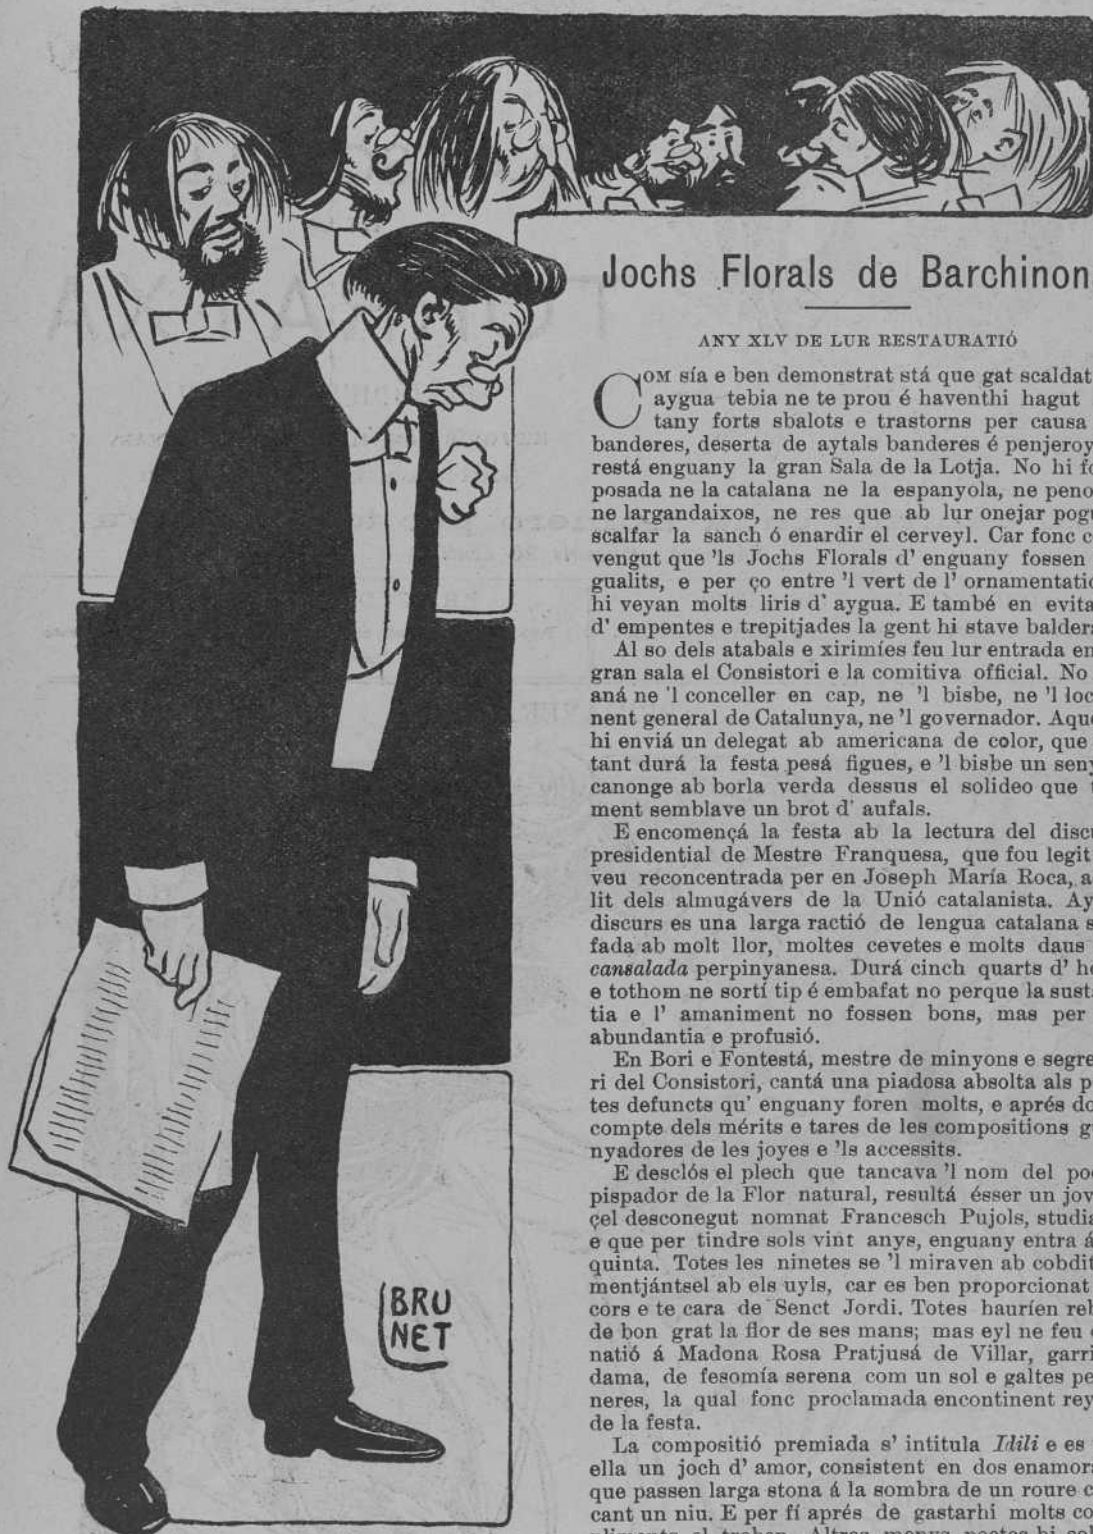 Jochs Florals de Barchinon
ANY XLV DE LUR RESTAURATIÓ
COM sía e ben demonstrat stá que gat scaldat
aygua tebia ne te prou é haventhi hagut
tany forts sbalots e trastorns per causa
banderes, deserta de aytals banderes é penjeroy
restá enguany la gran Sala de la Lotja. No hi fo
posada ne la catalana ne la espanyola, ne peno
ne largandaixos, ne res que ab lur onejar pog
scalfar la sanch ó enardir el cerveyl. Car fonc c
vengut que 'ls Jochs Florals d' enguany fossen
gualits, e per ço entre 'l vert de l' ornamentatio
hi veyan molts liris d' aygua. E també en evita
d' empentes e trepitjades la gent hi stave balder
Al so dels atabals e xirimíes feu lur entrada en
gran sala el Consistori e la comitiva official. No
aná ne 'l conceller en cap, ne 'l bisbe, ne 'l loc
nent general de Catalunya, ne 'l governador. Aque
hi enviá un delegat ab americana de color, que
tant durá la festa pesá figues, e 'l bisbe un seny
canonge ab borla verda dessus el solideo que
ment semblave un brot d' aufals.
E encomençá la festa ab la lectura del discu
presidential de Mestre Franquesa, que fou legit
veu reconcentrada per en Joseph María Roca, a
lit dels almugávers de la Unió catalanista. Ay
discurs es una larga ractió de lengua catalana s
fada ab molt llor, moltes cevetes e molts daus
cansalada perpinyanesa. Durá cinch quarts d' h
e tothom ne sortí tip é embafat no perque la susta
tia e l' amaniment no fossen bons, mas per
abundantia e profusió.
En Bori e Fontestá, mestre de minyons e segre
ri del Consistori, cantá una piadosa absolta als p
tes defuncts qu' enguany foren molts, e aprés do
compte dels mérits e tares de les compositions g
nyadores de les joyes e 'ls accessits.
E desclós el plech que tancava 'l nom del po
pispador de la Flor natural, resultá ésser un jov
çel desconegut nomnat Francesch Pujols, studia
e que per tindre sols vint anys, enguany entra á
quinta. Totes les ninetes se 'l miraven ab cobdit
mentjántsel ab els uyls, car es ben proporcionat
cors e te cara de Senct Jordi. Totes hauríen reb
de bon grat la flor de ses mans; mas eyl ne feu
natió á Madona Rosa Pratjusá de Villar, garri
dama, de fesomía serena com un sol e galtes pe
neres, la qual fonc proclamada encontinent rey
de la festa.
La compositió premiada s' intitula Idili e es
ella un joch d' amor, consistent en dos enamora
que passen larga stona á la sombra de un roure c
cant un niu. E per fí aprés de gastarhi molts co
pliments el troben. Altres menys poetes hi
BRU
NET